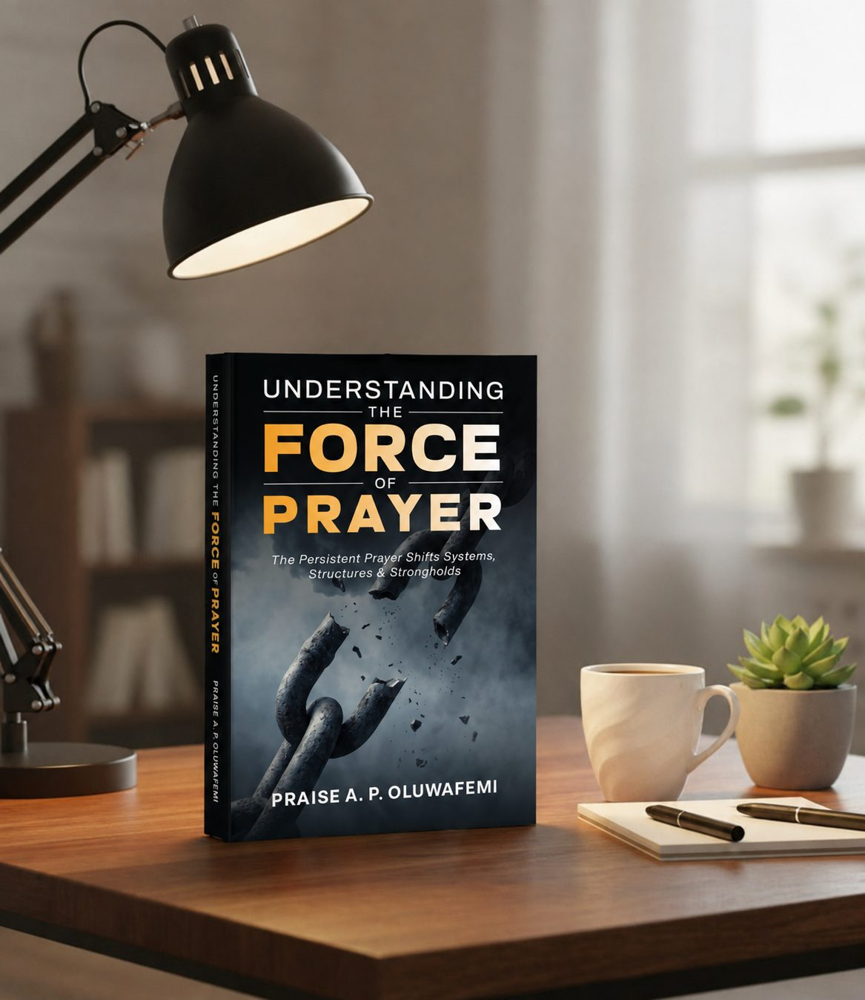 UNDERSTANDING
THE
FORCE
OF
PRAYER
The Persistent Prayer Shifts Systems,
Structures & Strongholds
PRAISE A. P. OLUWAFEMI
UNDERSTANDING THE FORCE OF PRAYER
PRAISE A. P. OLUWAFEMI